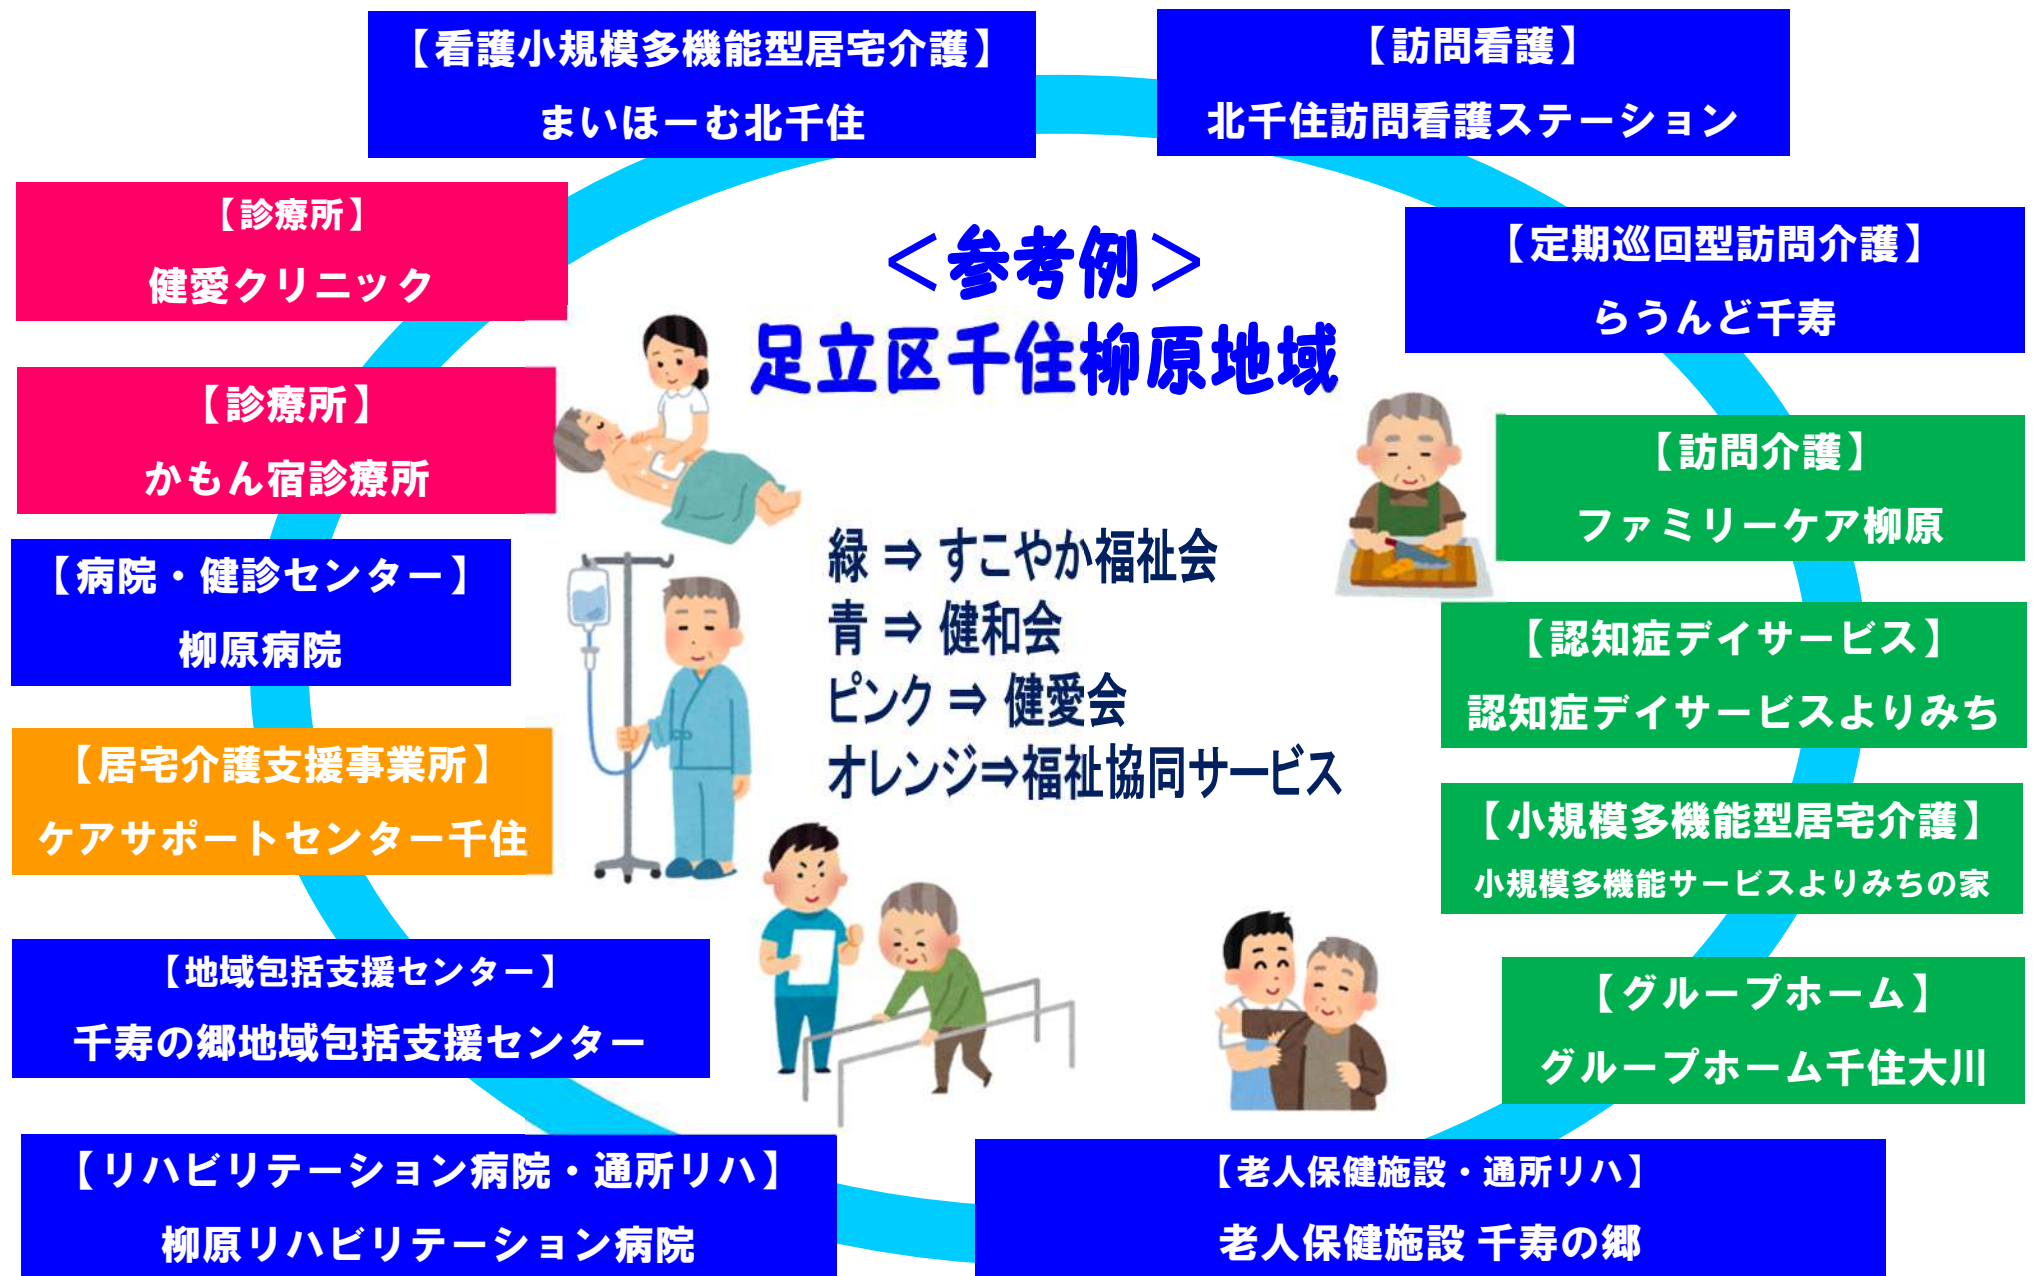 【看護小規模多機能型居宅介護】
まいほーむ北千住
【訪問看護】
北千住訪問看護ステーション
【診療所】
健愛クリニック
＜参考例＞
足立区千住柳原地域
【定期巡回型訪問介護】
らうんど千寿
【診療所】
かもん宿診療所
【訪問介護】
ファミリーケア柳原
【病院・健診センター】
柳原病院
緑 ⇒ すこやか福祉会
青 ⇒ 健和会
ピンク ⇒ 健愛会
オレンジ⇒福祉協同サービス
【認知症デイサービス】
認知症デイサービスよりみち
【居宅介護支援事業所】
ケアサポートセンター千住
【小規模多機能型居宅介護】
小規模多機能サービスよりみちの家
【地域包括支援センター】
千寿の郷地域包括支援センター
【グループホーム】
グループホーム千住大川
【リハビリテーション病院・通所リハ】
柳原リハビリテーション病院
【老人保健施設・通所リハ】
老人保健施設 千寿の郷